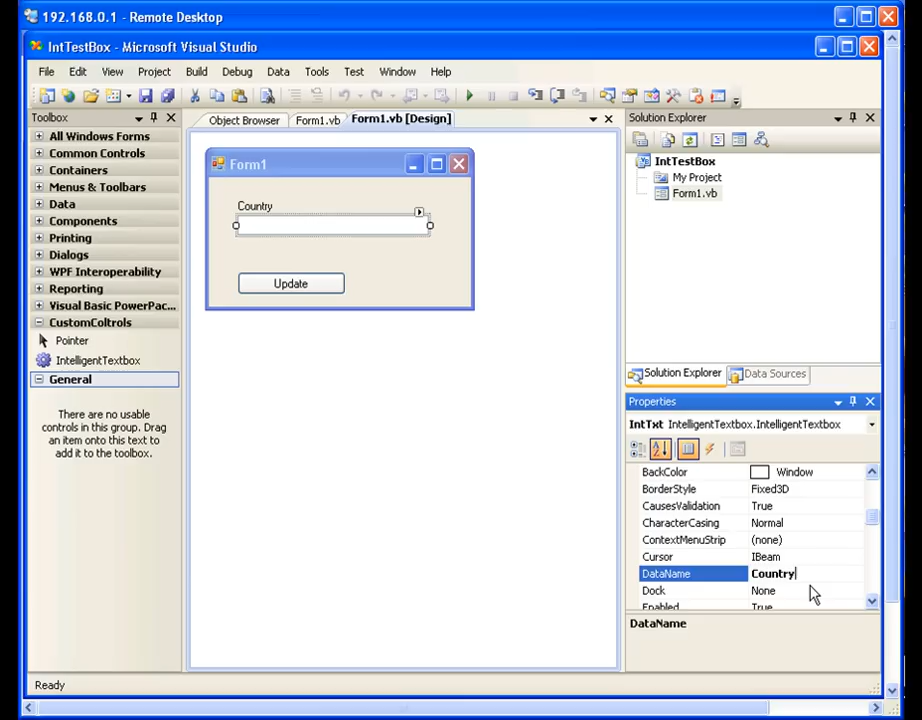 192.168.0.1 - Remote Desktop
IntTestBox - Microsoft Visual Studio
File Edit View Project Build Debug Data Tools Test Window Help
Toolbox
All Windows Forms
Common Controls
Containers
Menus & Toolbars
Data
Components
Printing
Dialogs
WPF Interoperability
Reporting
Visual Basic PowerPac...
CustomColtrols
Pointer
IntelligentTextbox
General
There are no usable
controls in this group. Drag
an item onto this text to
add it to the toolbox.
Object Browser Form1.vb Form1.vb [Design]
Form1
Country
Update
Solution Explorer
IntTestBox
My Project
Form1.vb
Solution Explorer Data Sources
Properties
IntTxt IntelligentTextbox.IntelligentTextbox
BackColor Window
BorderStyle Fixed3D
CausesValidation True
CharacterCasing Normal
ContextMenuStrip (none)
Cursor IBeam
DataName Country
Dock None
Enabled True
DataName
Ready